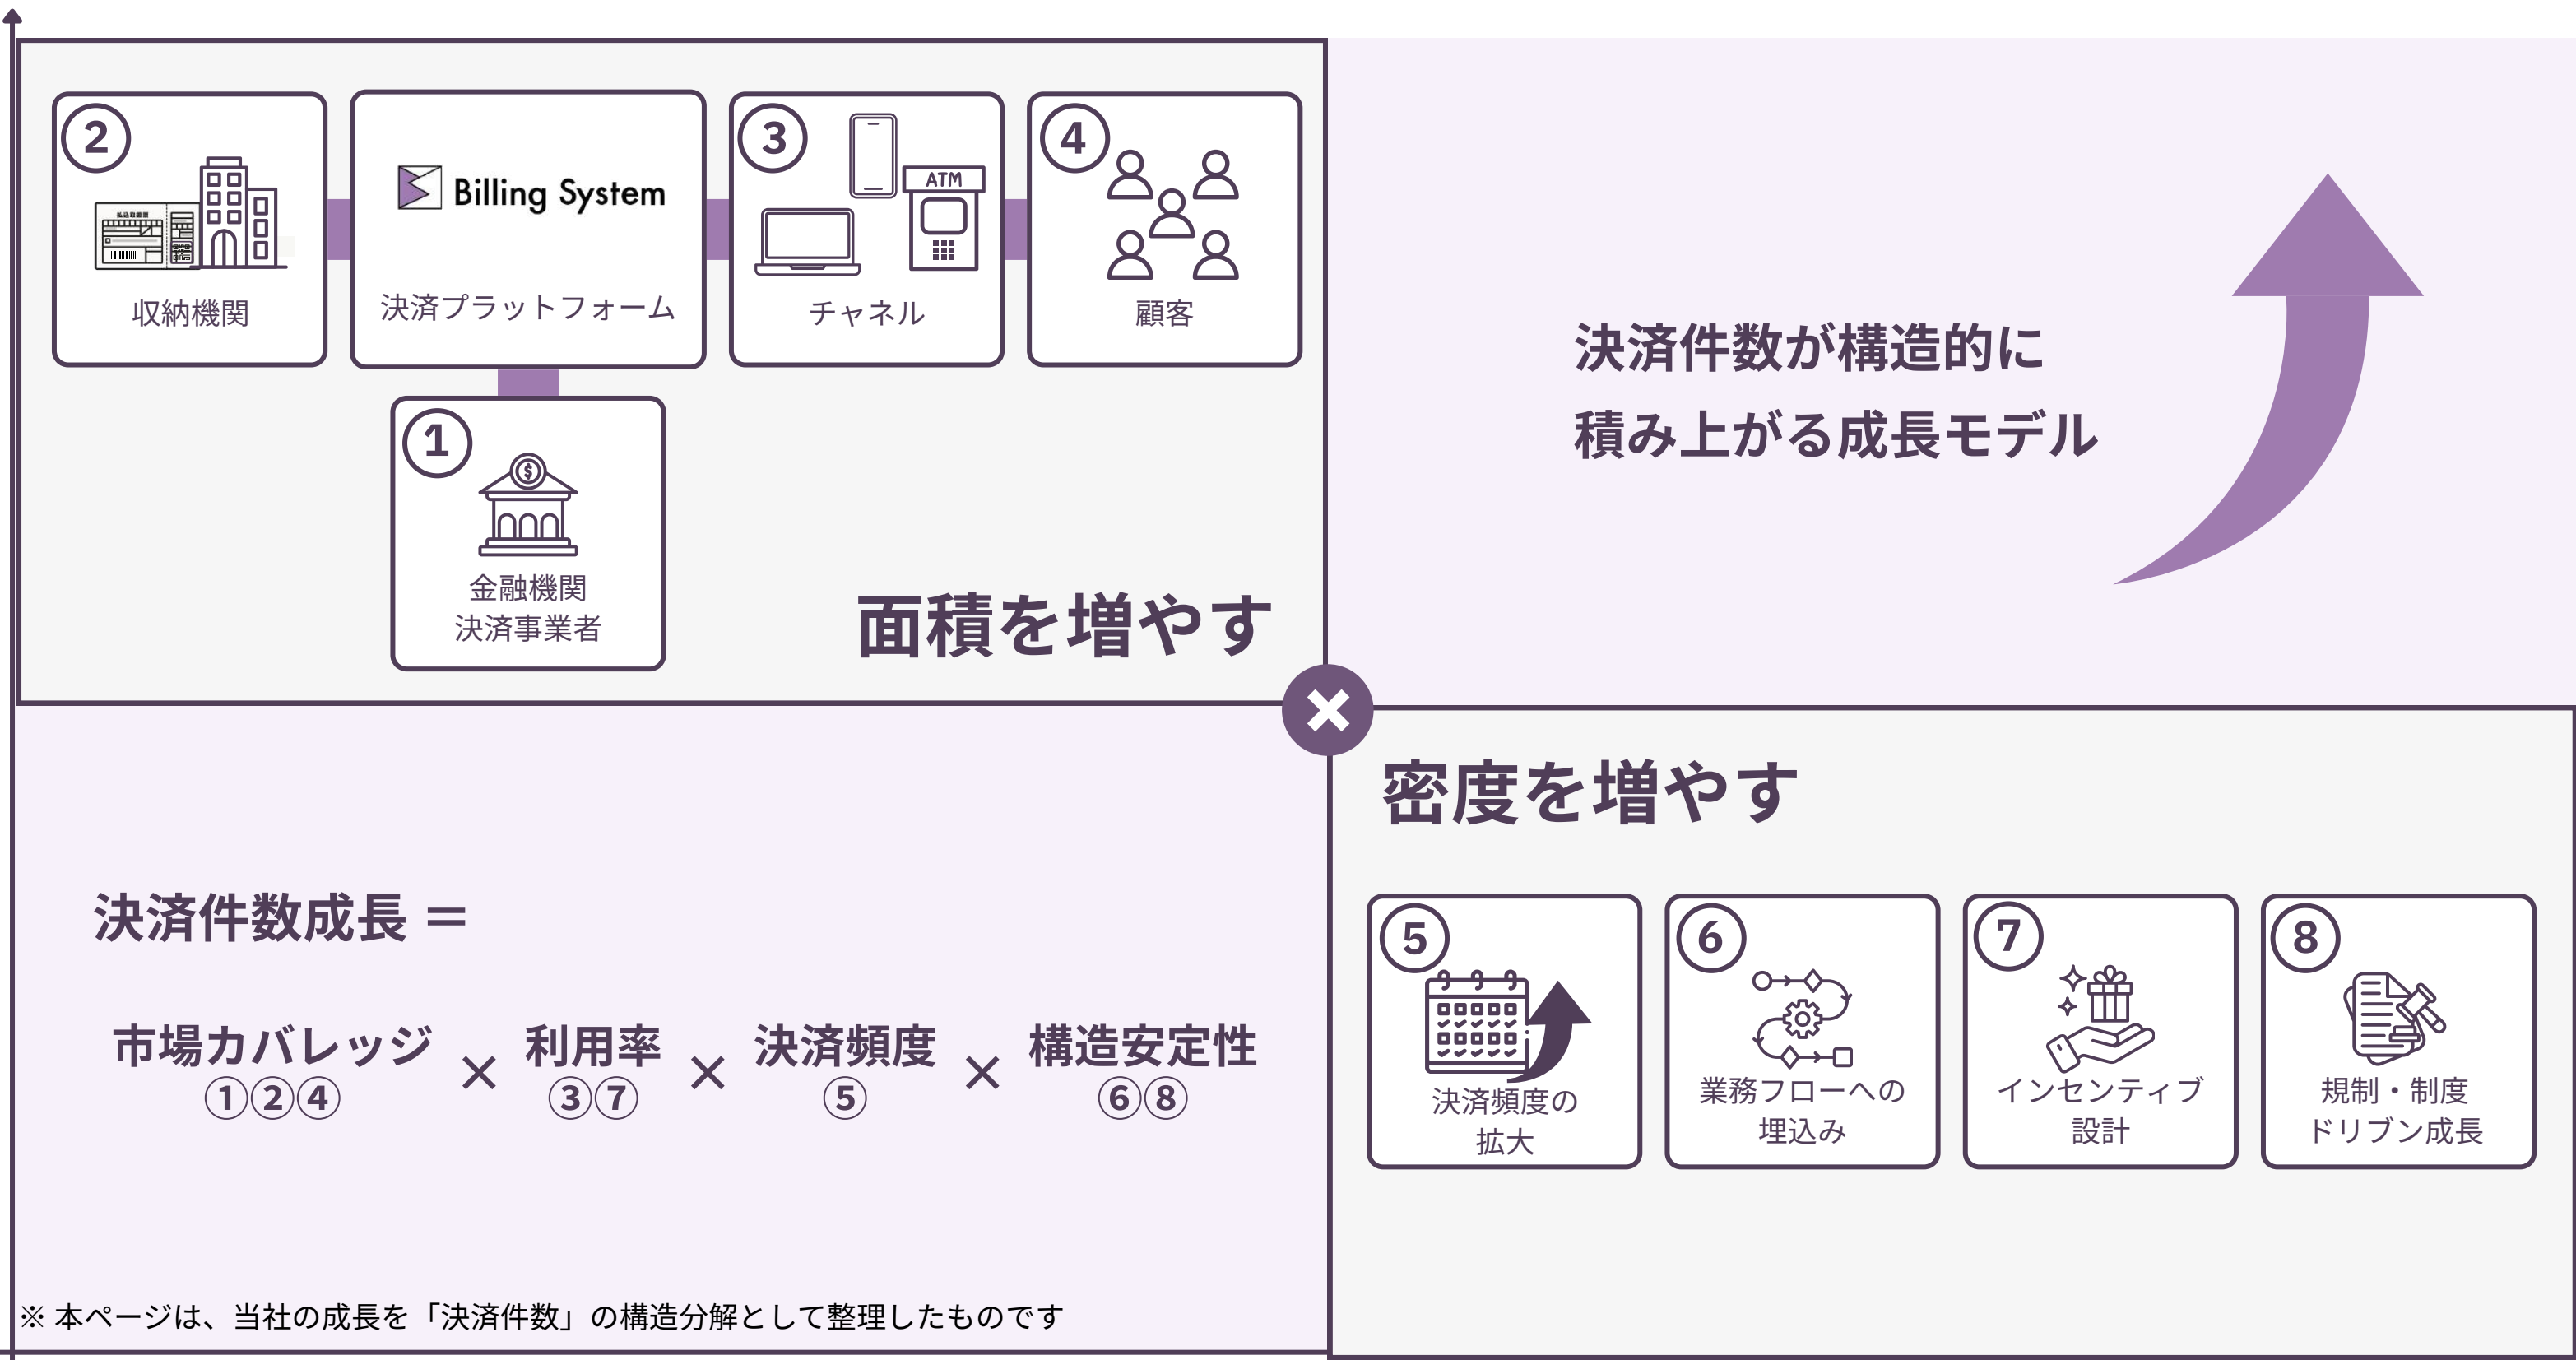 ②
収納機関
Billing System
決済プラットフォーム
③
ATM
チャネル
④
顧客
①
金融機関
決済事業者
面積を増やす
決済件数が構造的に
積み上がる成長モデル
×
密度を増やす
⑤
決済頻度の
拡大
⑥
業務フローへの
埋込み
⑦
インセンティブ
設計
⑧
規制・制度
ドリブン成長
決済件数成長 =
市場カバレッジ × 利用率 × 決済頻度 × 構造安定性
①②④ ③⑦ ⑤ ⑥⑧
※ 本ページは、当社の成長を「決済件数」の構造分解として整理したものです